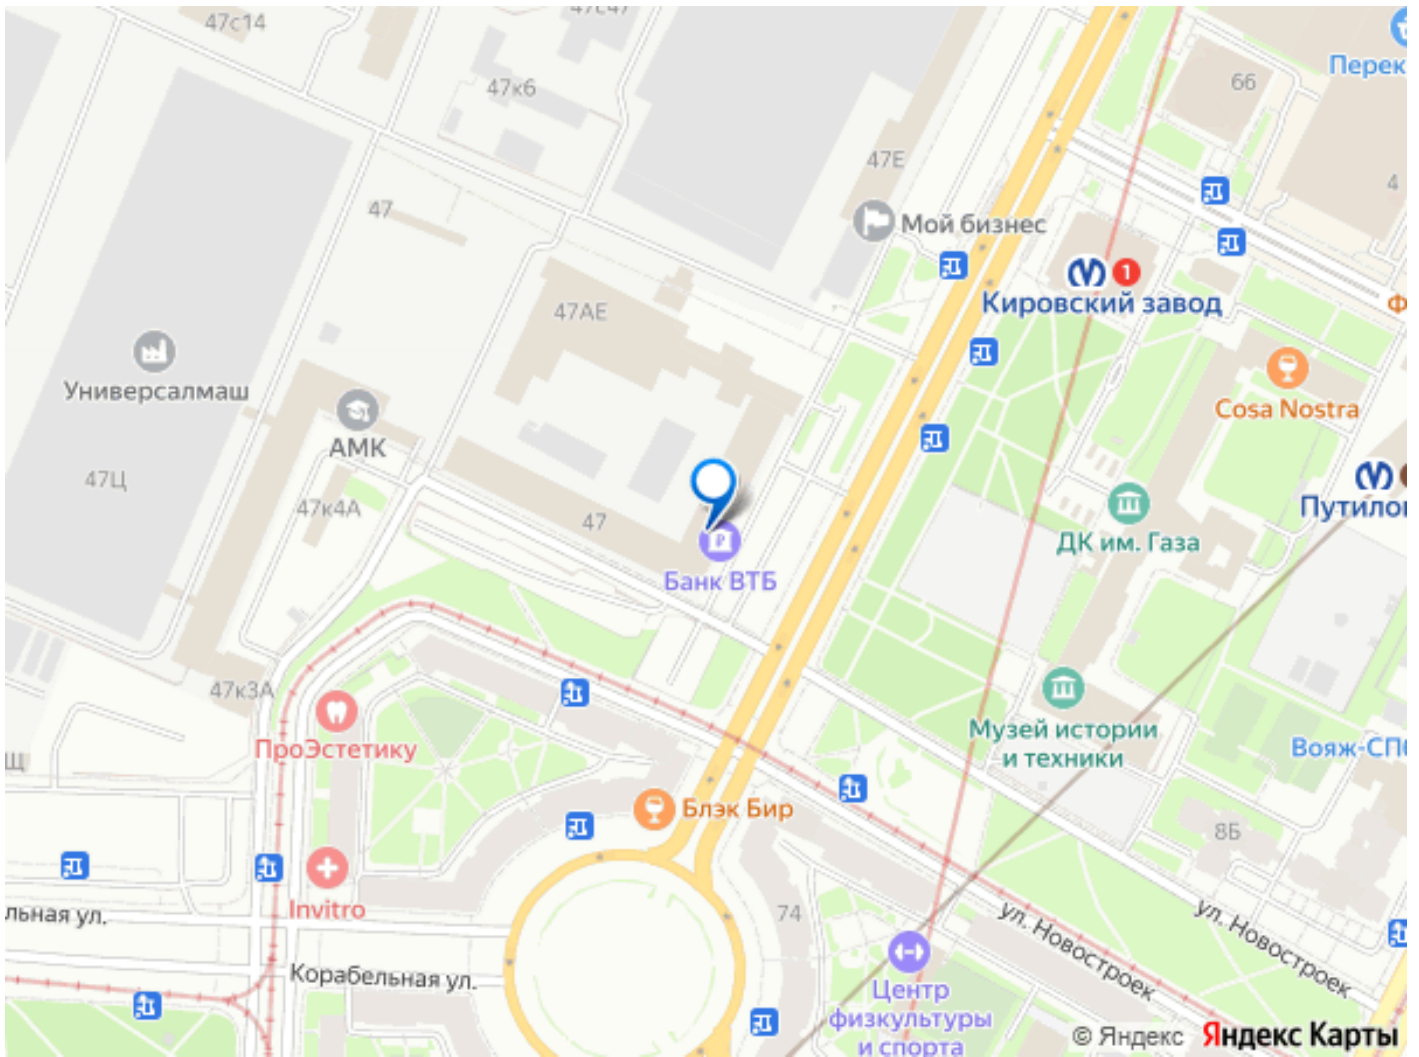 47с14
47к6
66
Перек
47Е
4
47
Мой бизнес
1
Кировский завод
47АЕ
Универсалмаш
Cosa Nostra
АМК
47Ц
47к4А
47
Путилов
ДК им. Газа
Банк ВТБ
47к3А
ПроЭстетику
Музей истории
и техники
Вояж-СПб
Щ
Блэк Бир
8Б
Invitro
льная ул.
74
ул. Новостроек
ул. Новостроек
Корабельная ул.
Центр
физкультуры
и спорта
© Яндекс Яндекс Карты